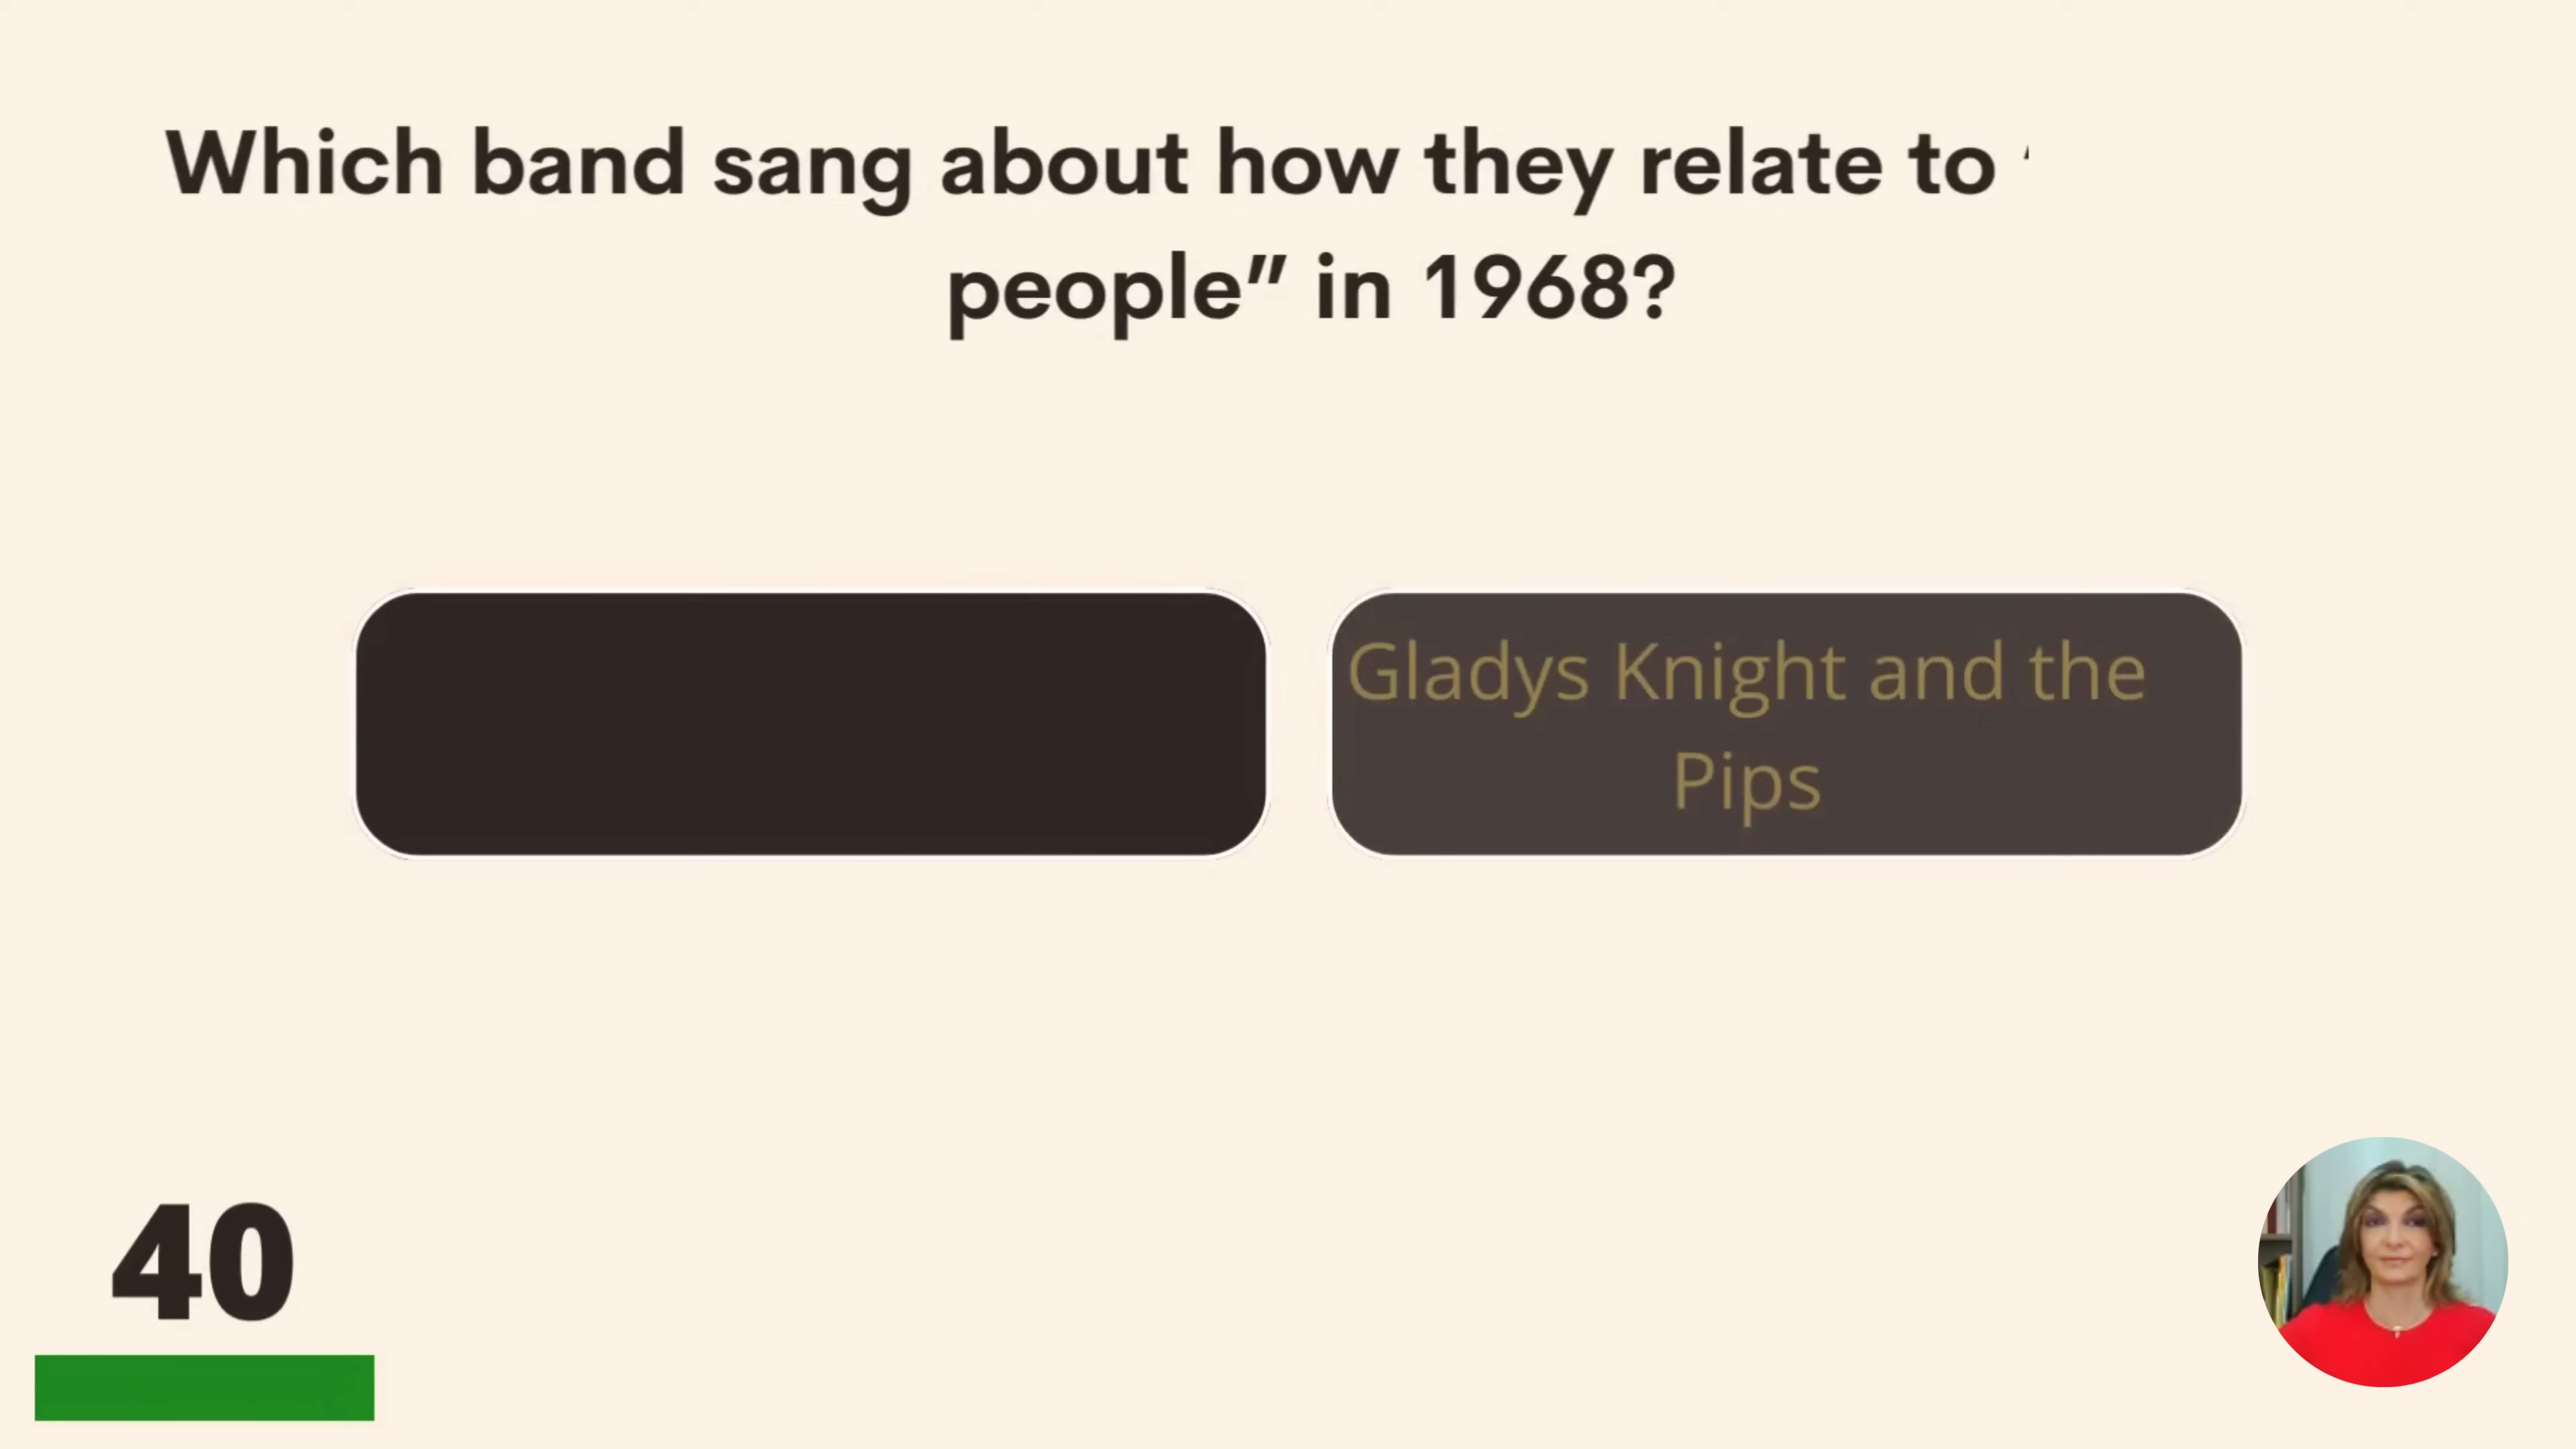 Which band sang about how they relate to
people” in 1968?
Gladys Knight and the
Pips
40